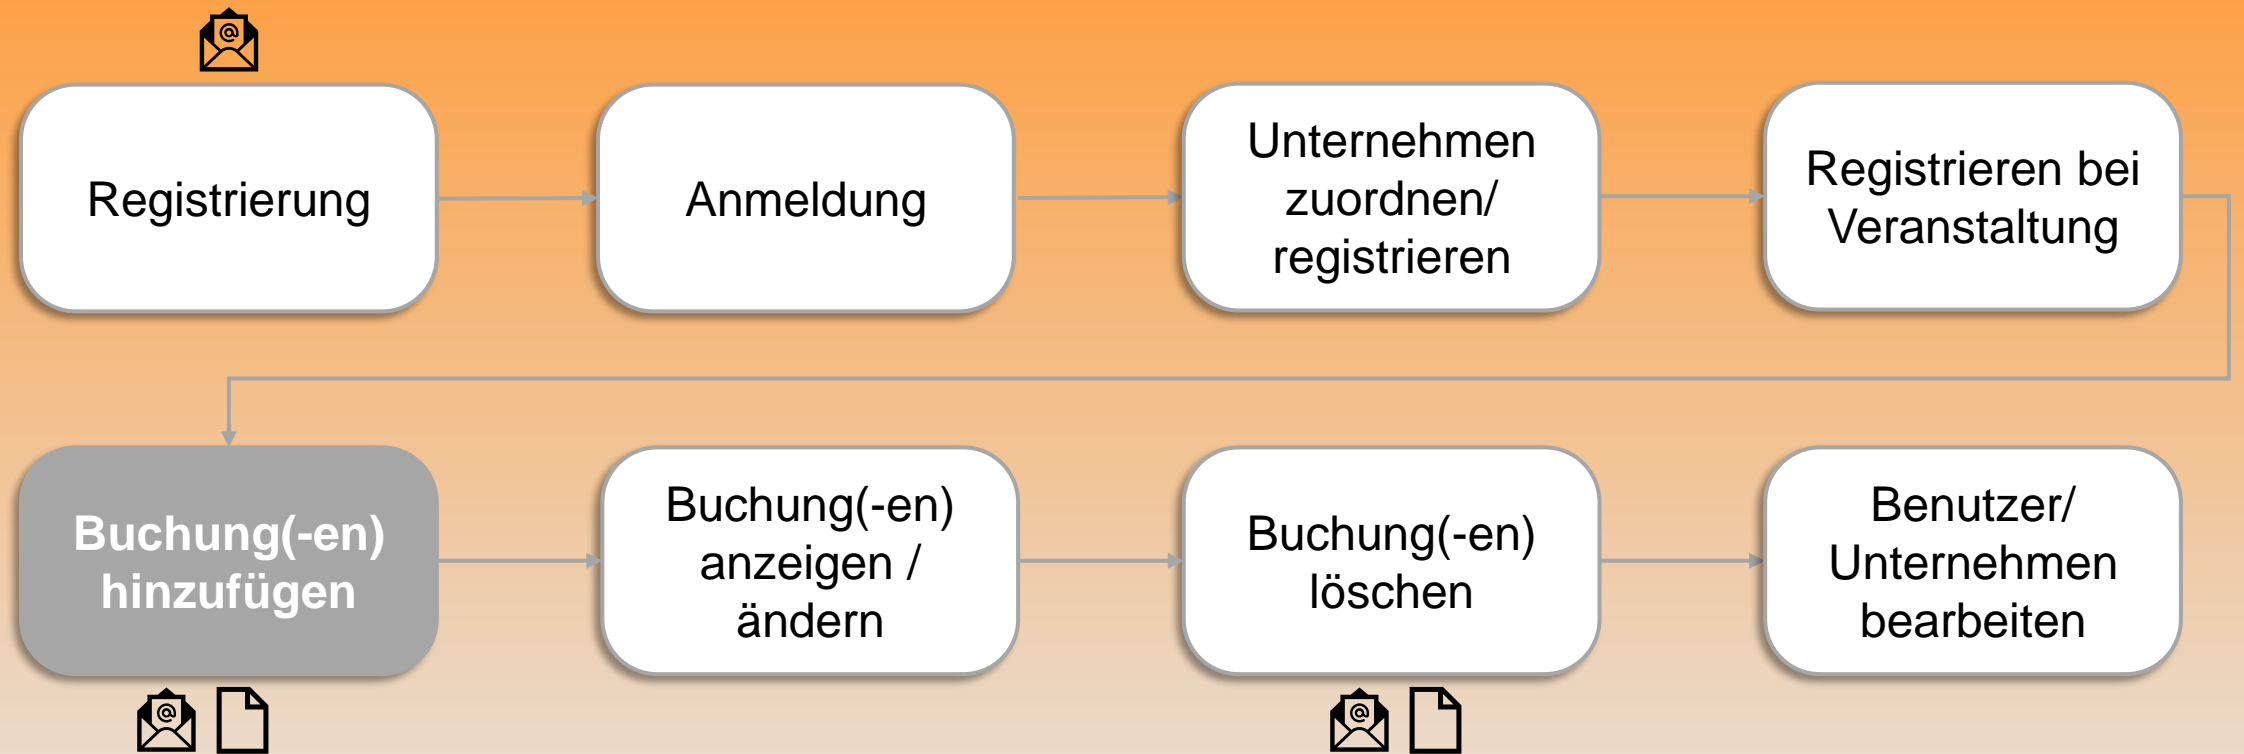 Registrierung
Anmeldung
Unternehmen
zuordnen/
registrieren
Registrieren bei
Veranstaltung
Buchung(-en)
hinzufügen
Buchung(-en)
anzeigen /
ändern
Buchung(-en)
löschen
Benutzer/
Unternehmen
bearbeiten